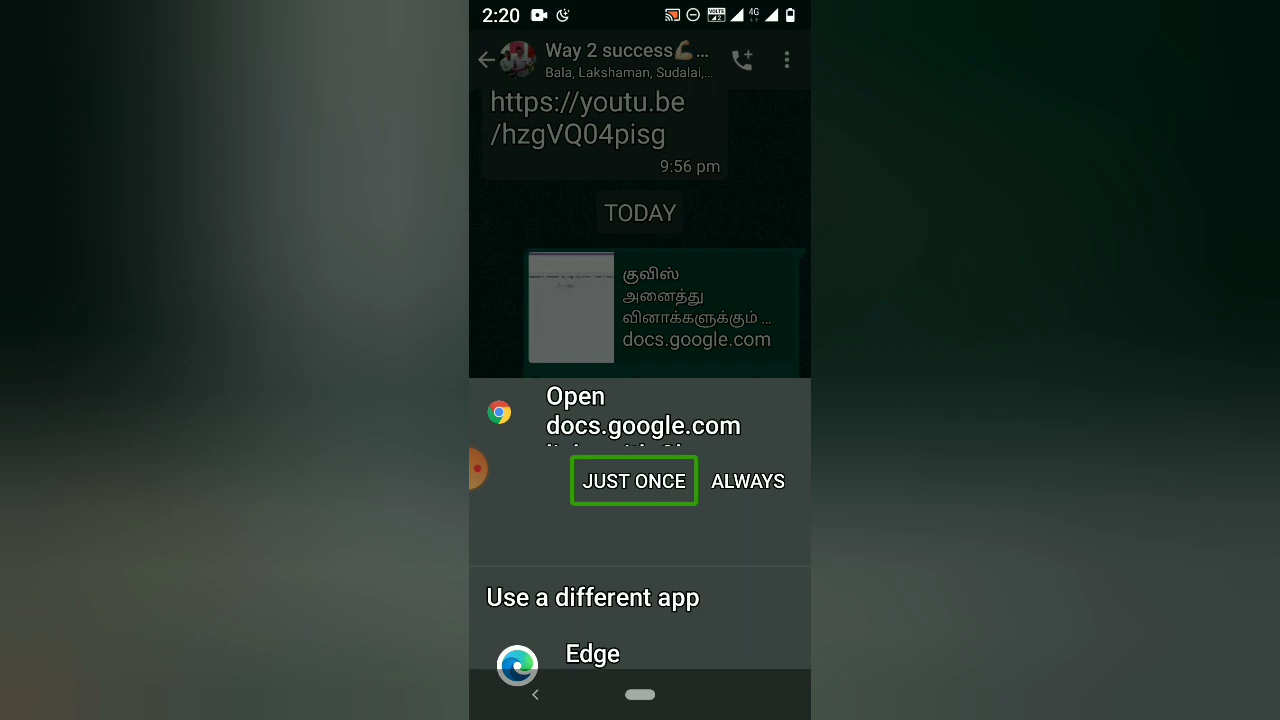 2:20
4G
Way 2 success💪...
Bala, Lakshaman, Sudalai,...
https://youtu.be
/hzgVQ04pisg
9:56 pm
TODAY
குவிஸ்
அனைத்து
வினாக்களுக்கும் ...
docs.google.com
Open
docs.google.com
JUST ONCE
ALWAYS
Use a different app
Edge